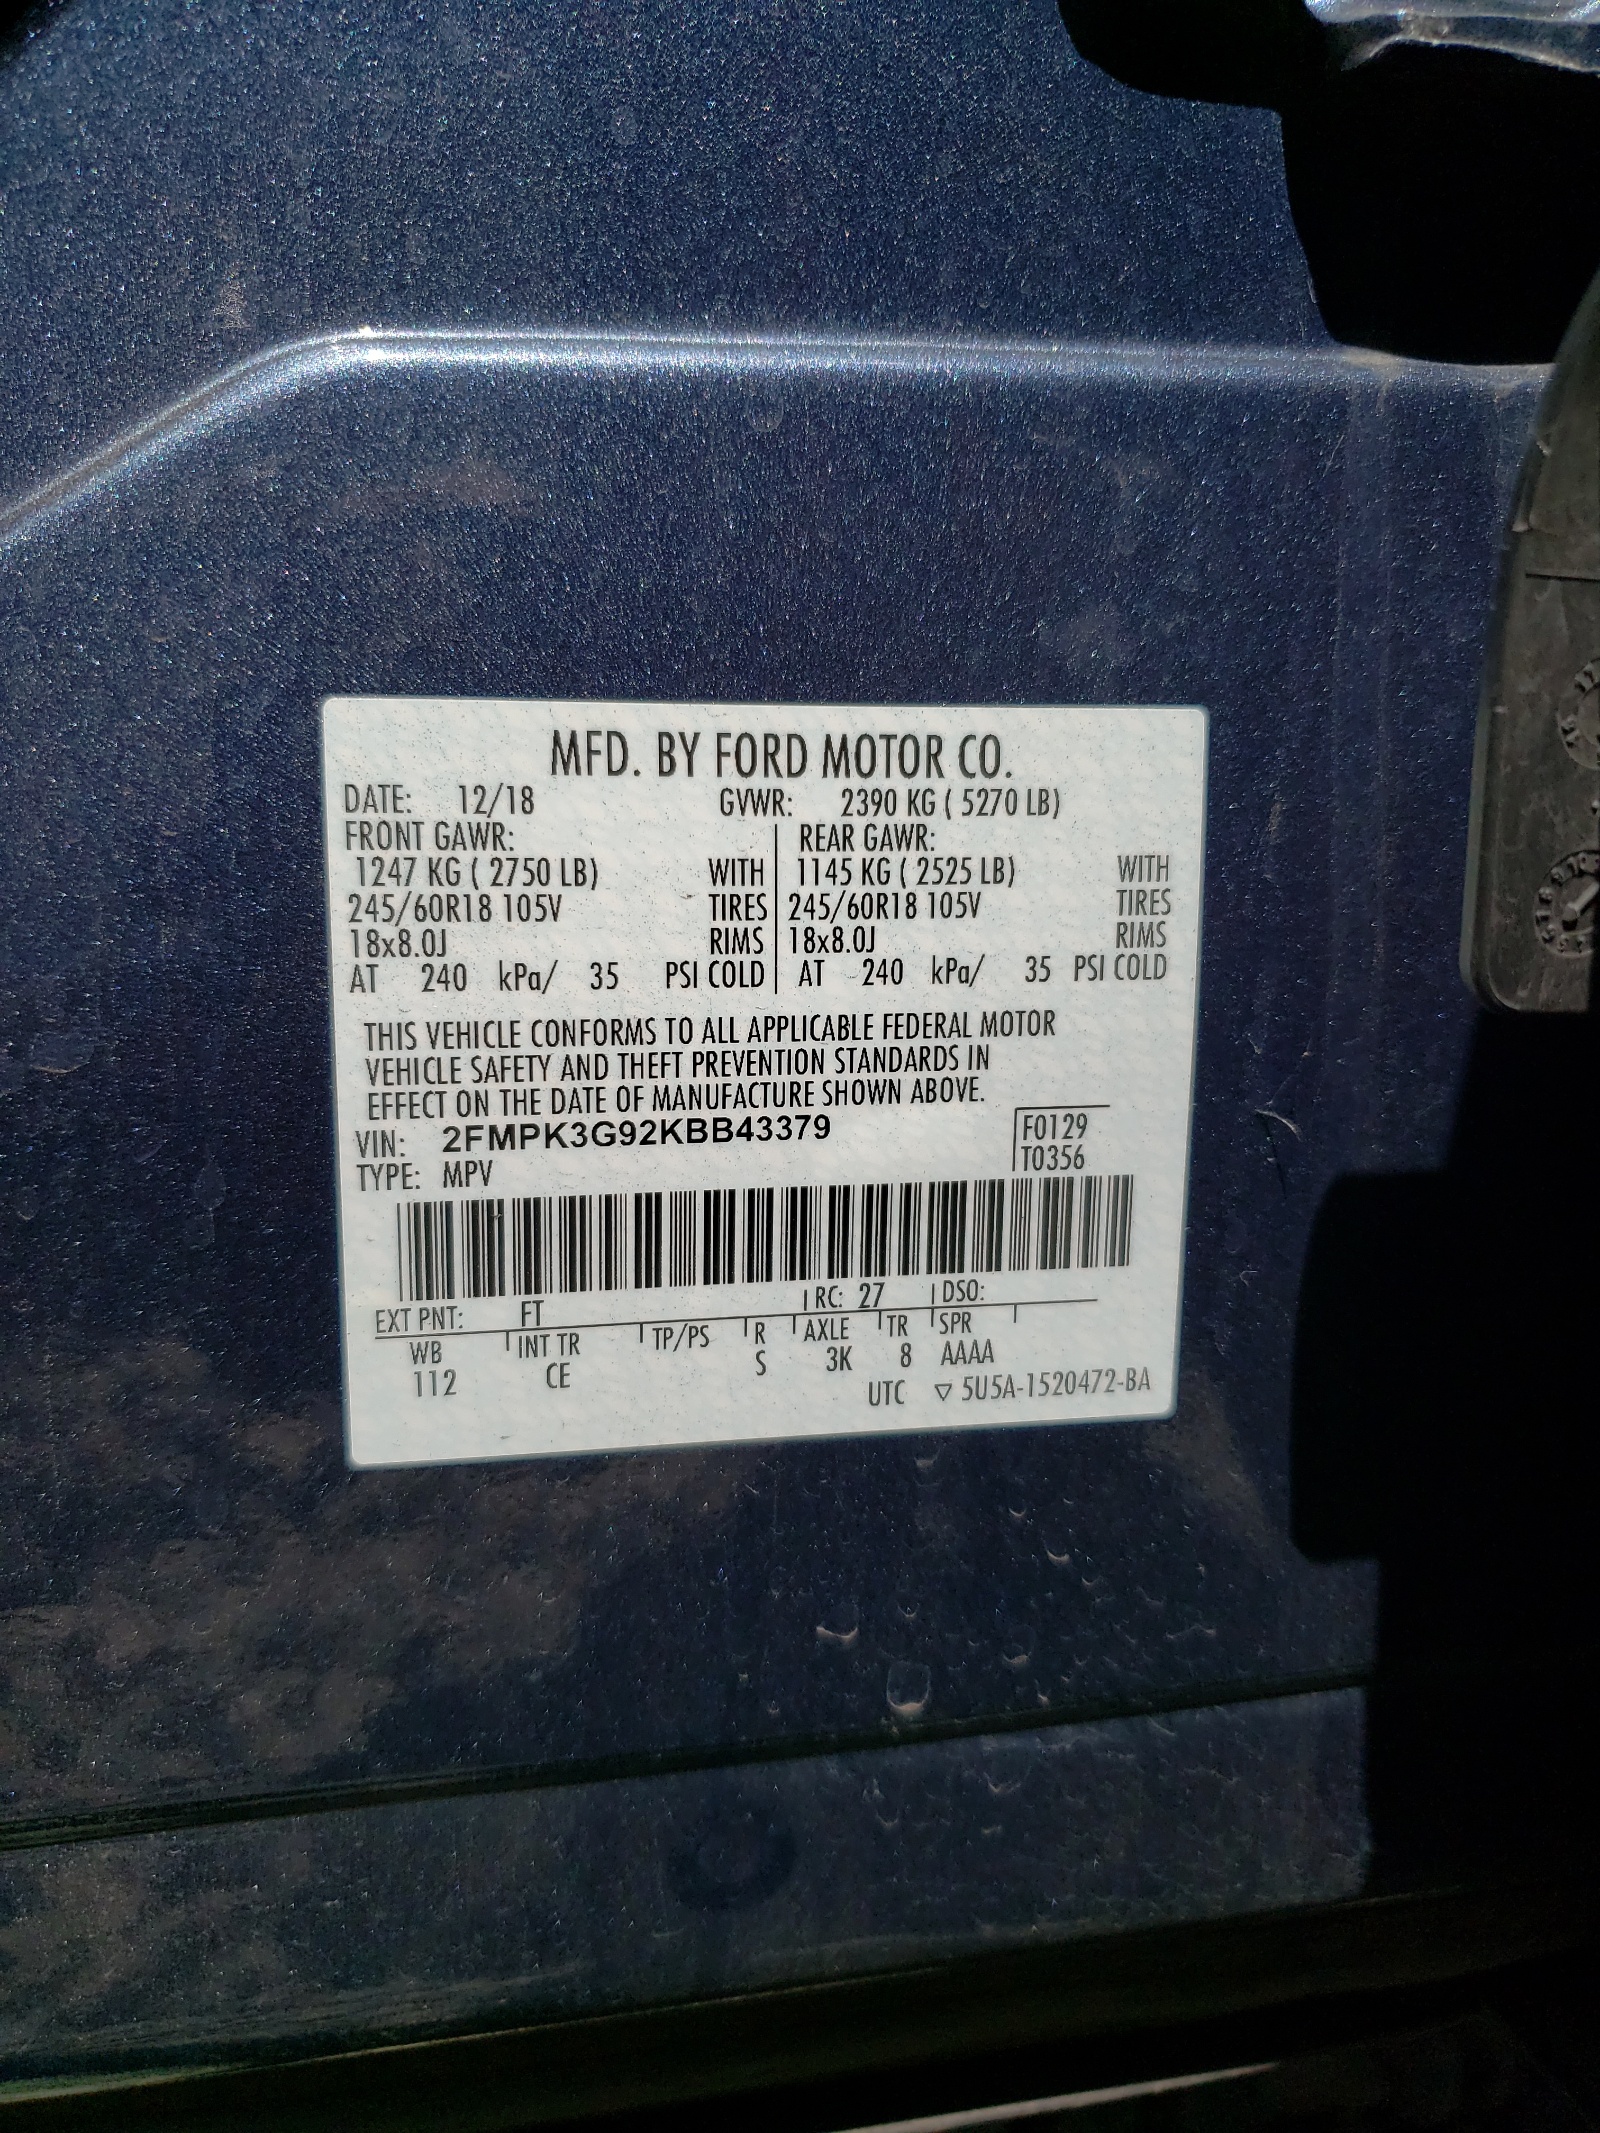 MFD. BY FORD MOTOR CO.
DATE: 12/18 GVWR: 2390 KG ( 5270 LB)
FRONT GAWR: REAR GAWR:
1247 KG ( 2750 LB) WITH 1145 KG ( 2525 LB) WITH
245/60R18 105V TIRES 245/60R18 105V TIRES
18x8.0J RIMS 18x8.0J RIMS
AT 240 kPa/ 35 PSI COLD AT 240 kPa/ 35 PSI COLD
THIS VEHICLE CONFORMS TO ALL APPLICABLE FEDERAL MOTOR
VEHICLE SAFETY AND THEFT PREVENTION STANDARDS IN
EFFECT ON THE DATE OF MANUFACTURE SHOWN ABOVE.
VIN: 2FMPK3G92KBB43379 F0129
TYPE: MPV T0356
EXT PNT: FT RC: 27 DSO:
WB INT TR TP/PS R AXLE TR SPR
112 CE S 3K 8 AAAA
UTC ▽ 5U5A-1520472-BA